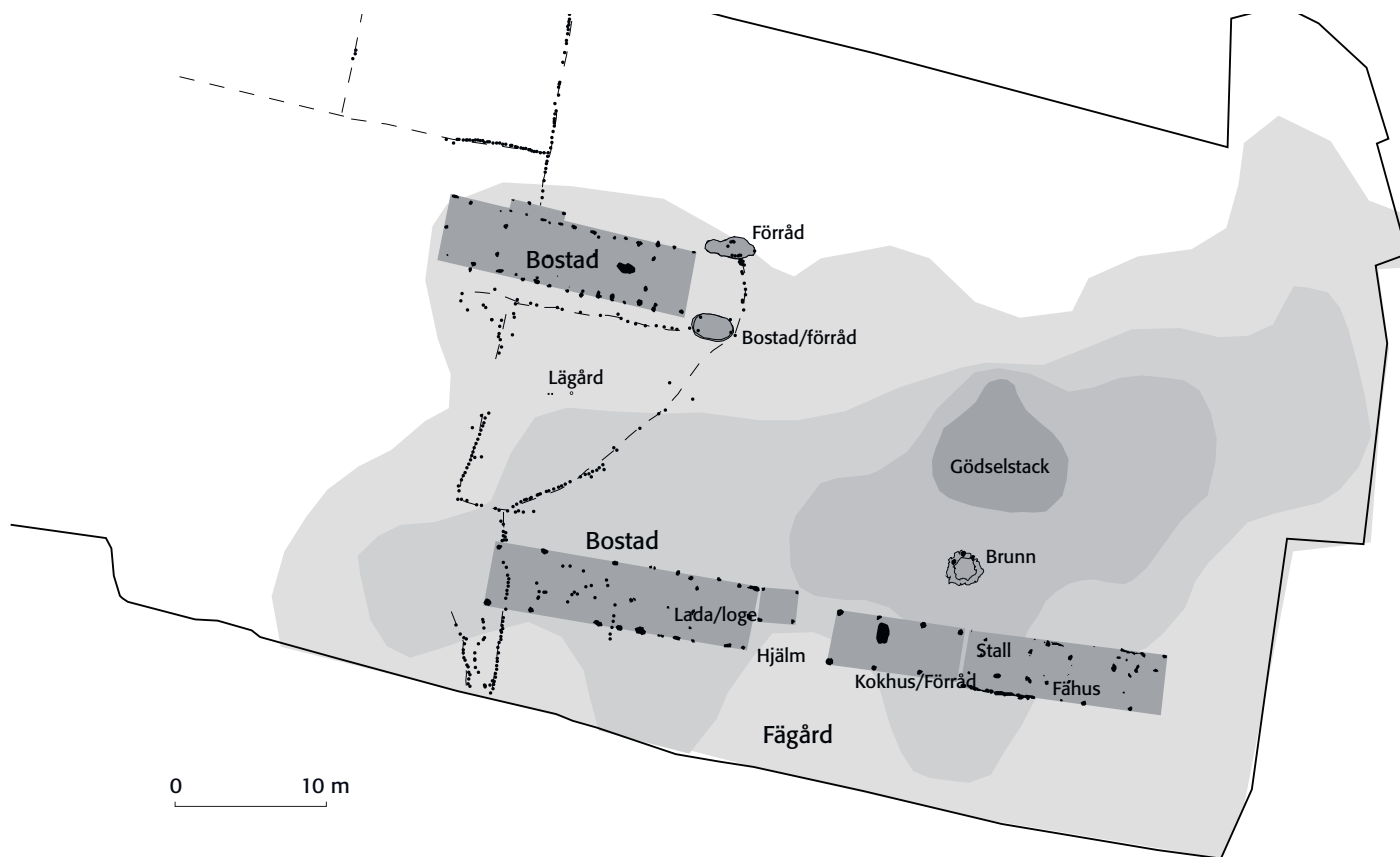 Förråd
Bostad
Bostad/förråd
Lägård
Gödselstack
Bostad
Brunn
Lada/loge
Hjälm
Stall
Kokhus/Förråd
Fähus
Fägård
0 10 m